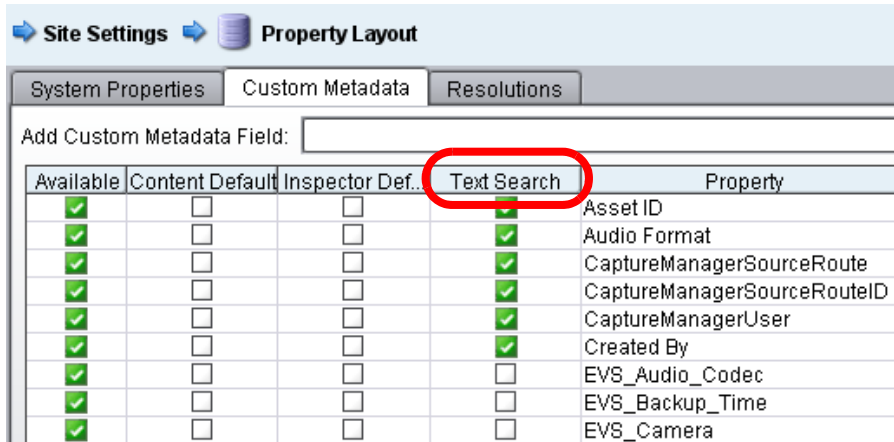 Site Settings Property Layout
System Properties Custom Metadata Resolutions
Add Custom Metadata Field:
Available Content Default Inspector Def... Text Search Property
Asset ID
Audio Format
CaptureManagerSourceRoute
CaptureManagerSourceRouteID
CaptureManagerUser
Created By
EVS_Audio_Codec
EVS_Backup_Time
EVS_Camera